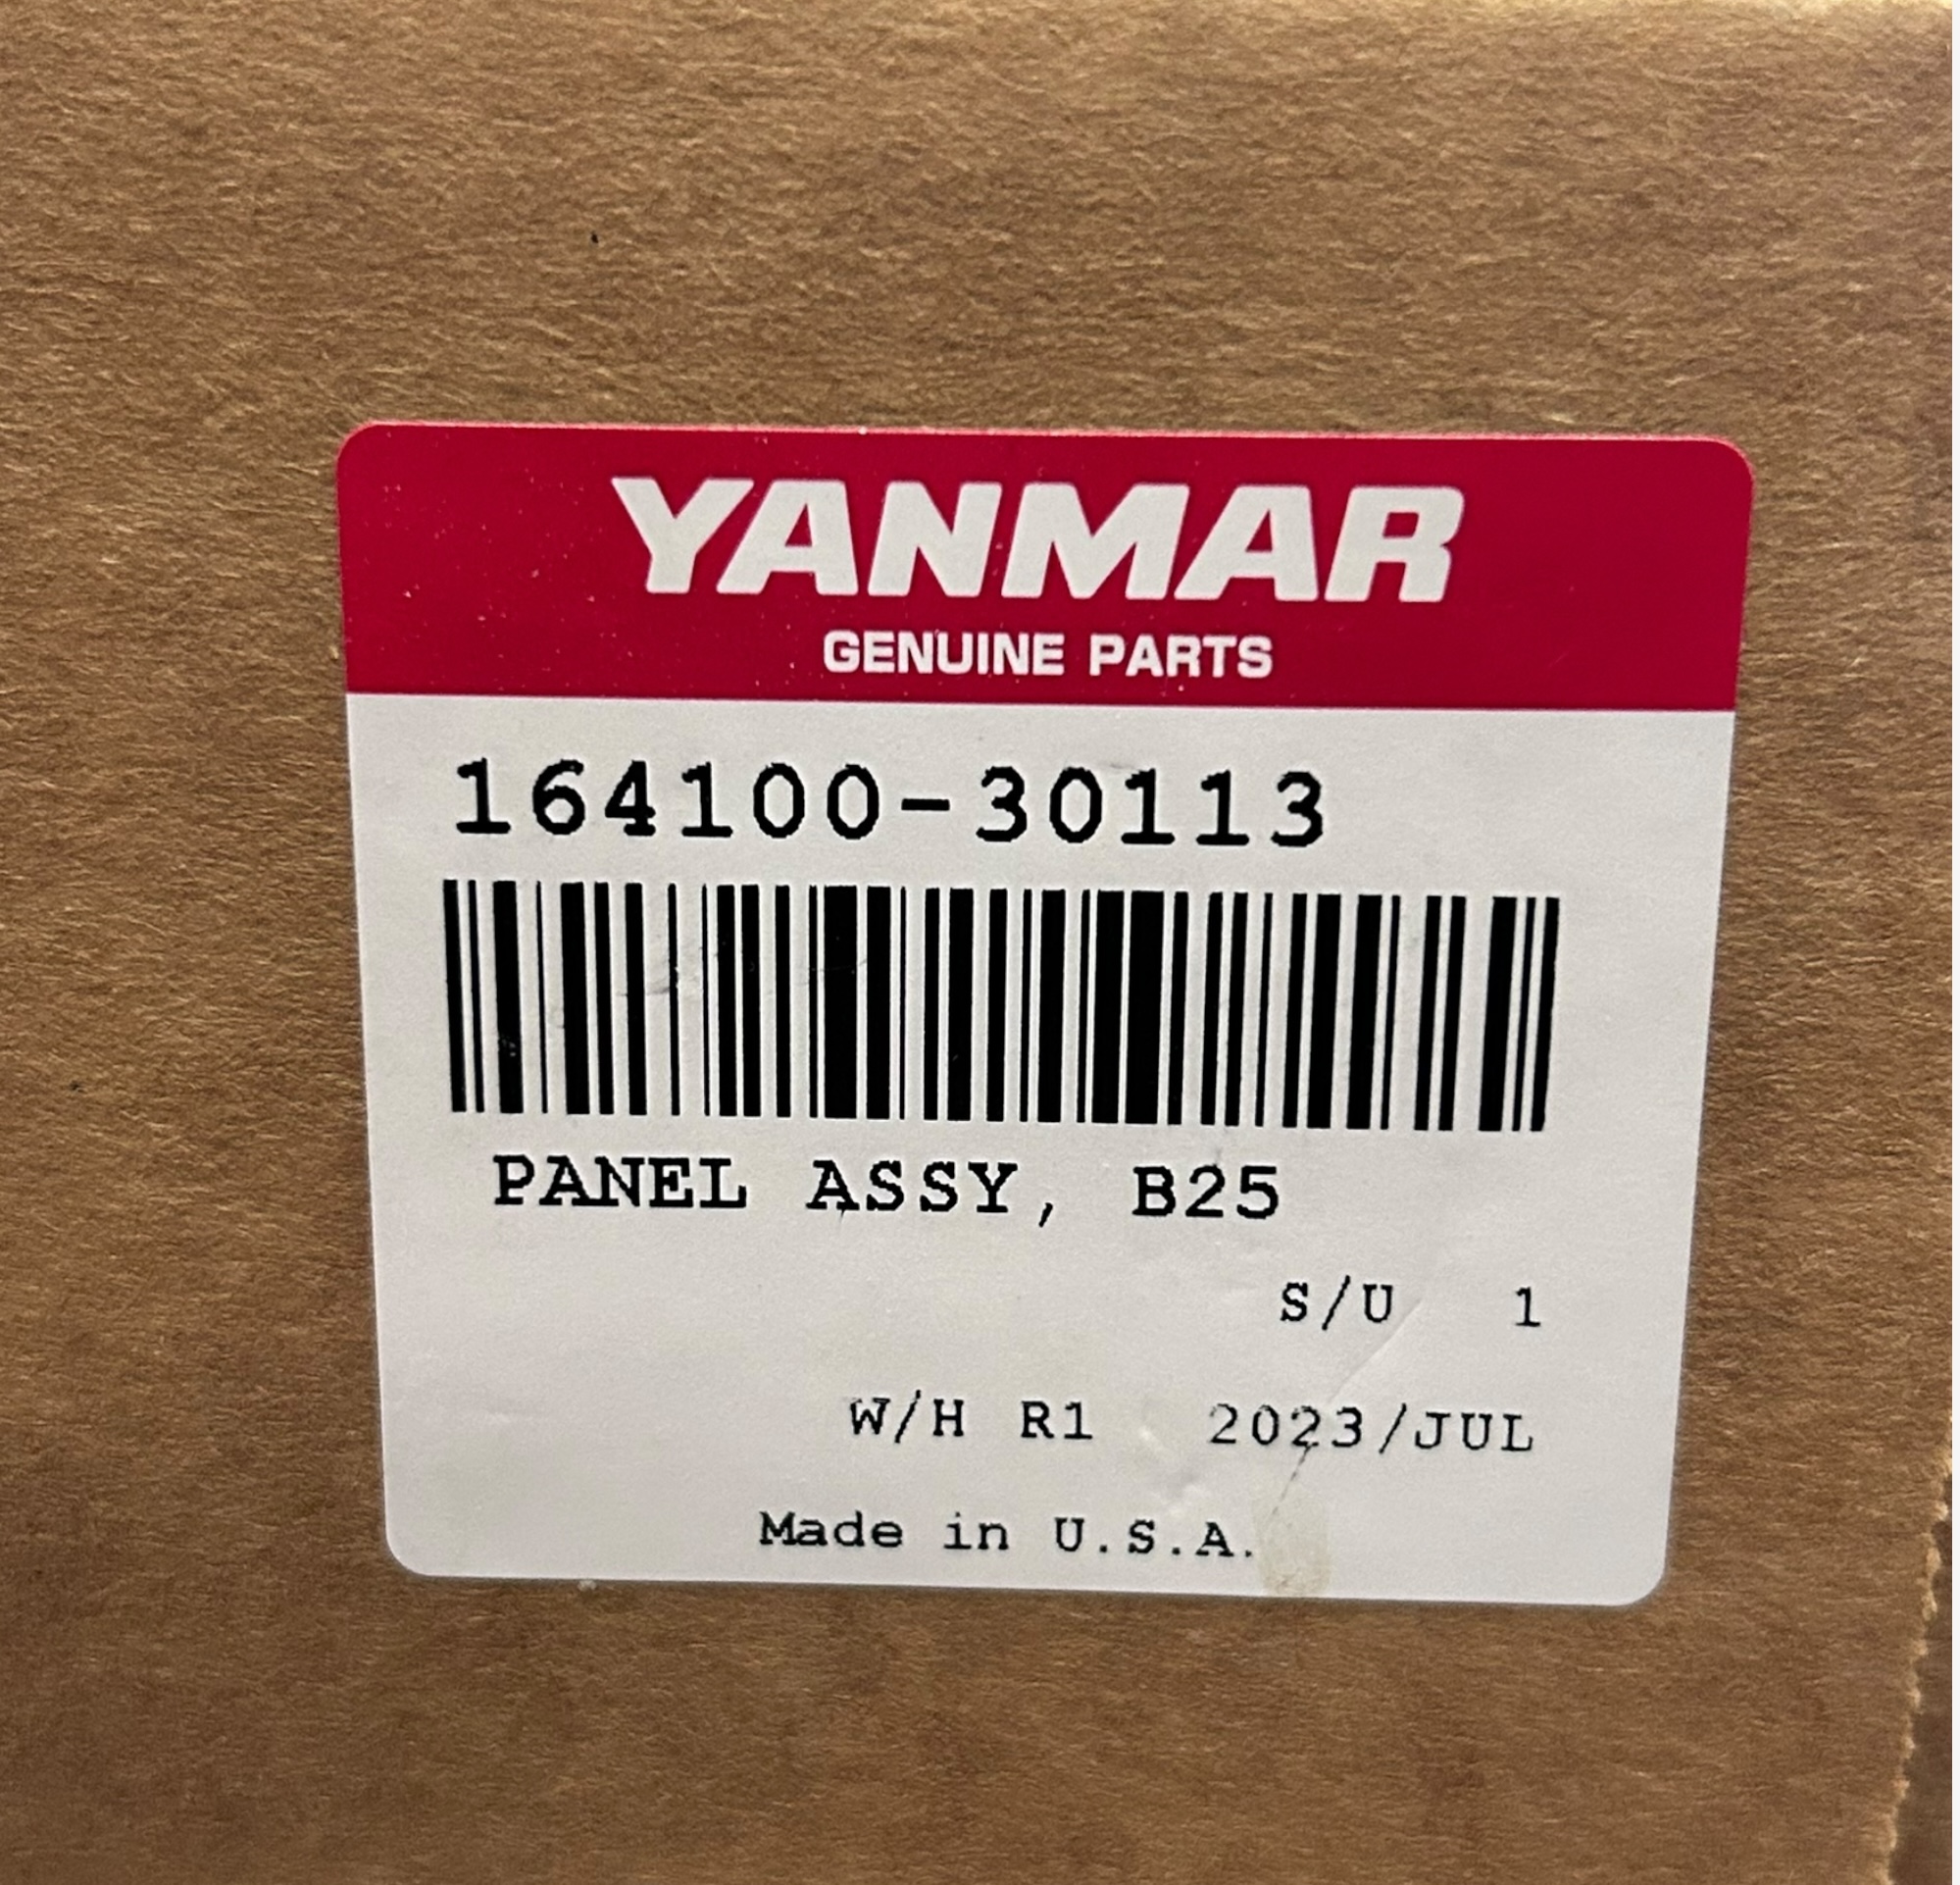 YANMAR
GENUINE PARTS
164100-30113
PANEL ASSY, B25
S/U 1
W/H R1 2023/JUL
Made in U.S.A.